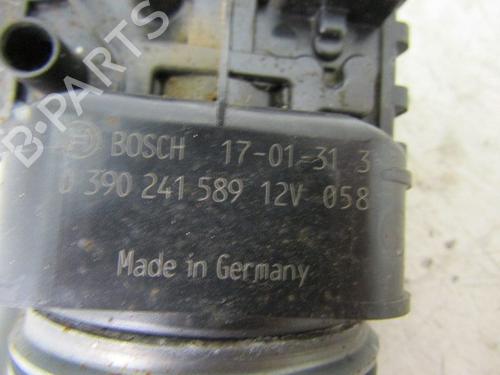 BOSCH 17-01-31 3
0 390 241 589 12V 058
Made in Germany
B-PARTS